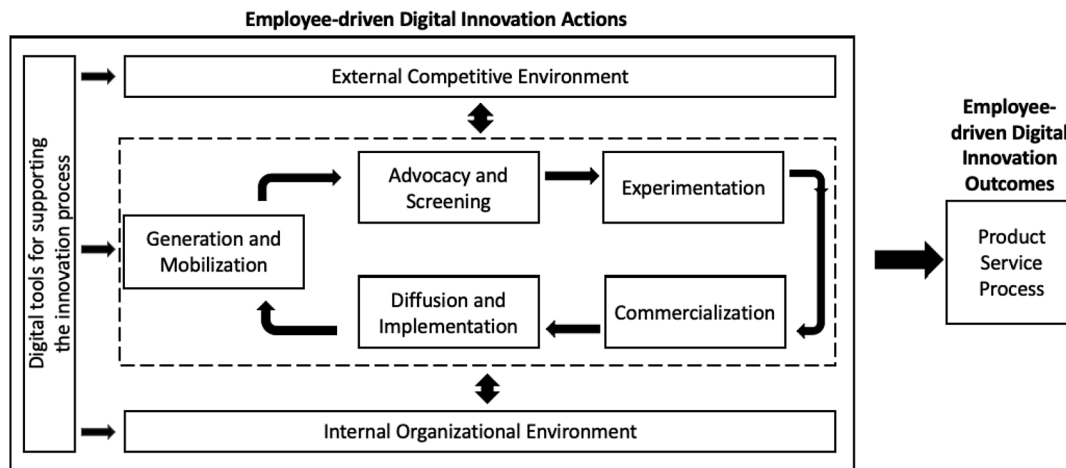 Employee-driven Digital Innovation Actions
Digital tools for supporting
the innovation process
External Competitive Environment
Generation and
Mobilization
Advocacy and
Screening
Experimentation
Commercialization
Diffusion and
Implementation
Internal Organizational Environment
Employee-
driven Digital
Innovation
Outcomes
Product
Service
Process